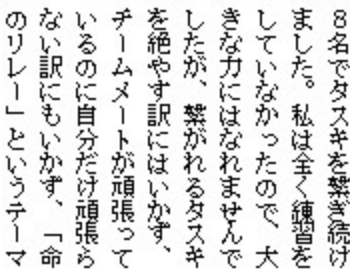 ８名でタスキを繋ぎ続け
ました。私は全く練習を
していなかったので、大
きな力にはなれませんで
したが、繋がれるタスキ
を絶やす訳にはいかず、
チームメートが頑張って
いるのに自分だけ頑張ら
ない訳にもいかず、「命
のリレー」というテーマ